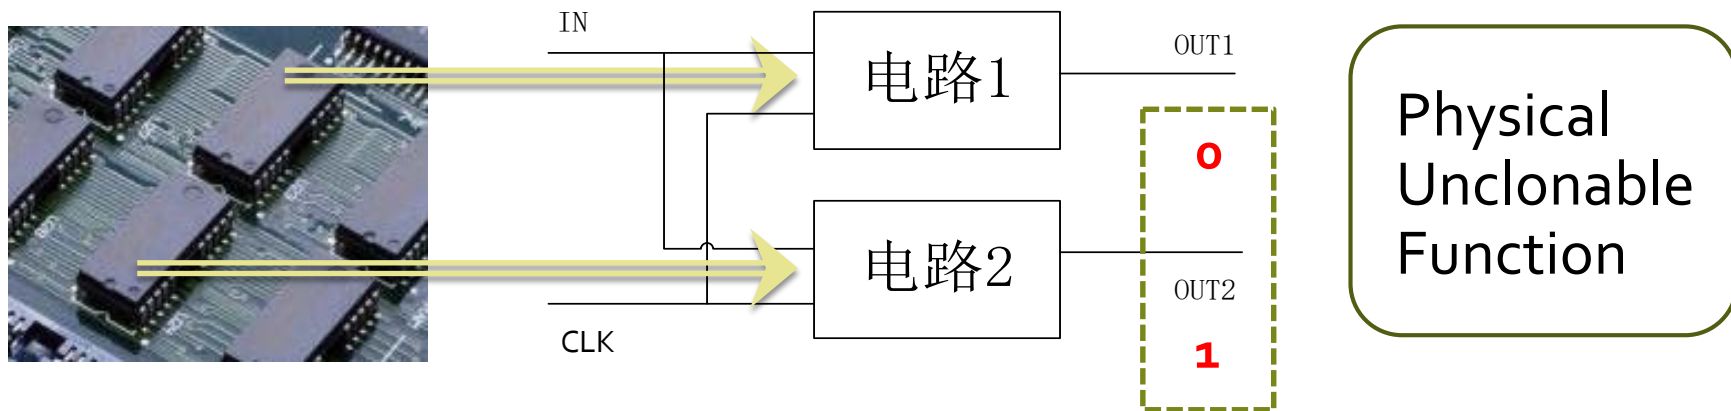 IN
电路1
OUT1
0
电路2
OUT2
1
CLK
Physical
Unclonable
Function